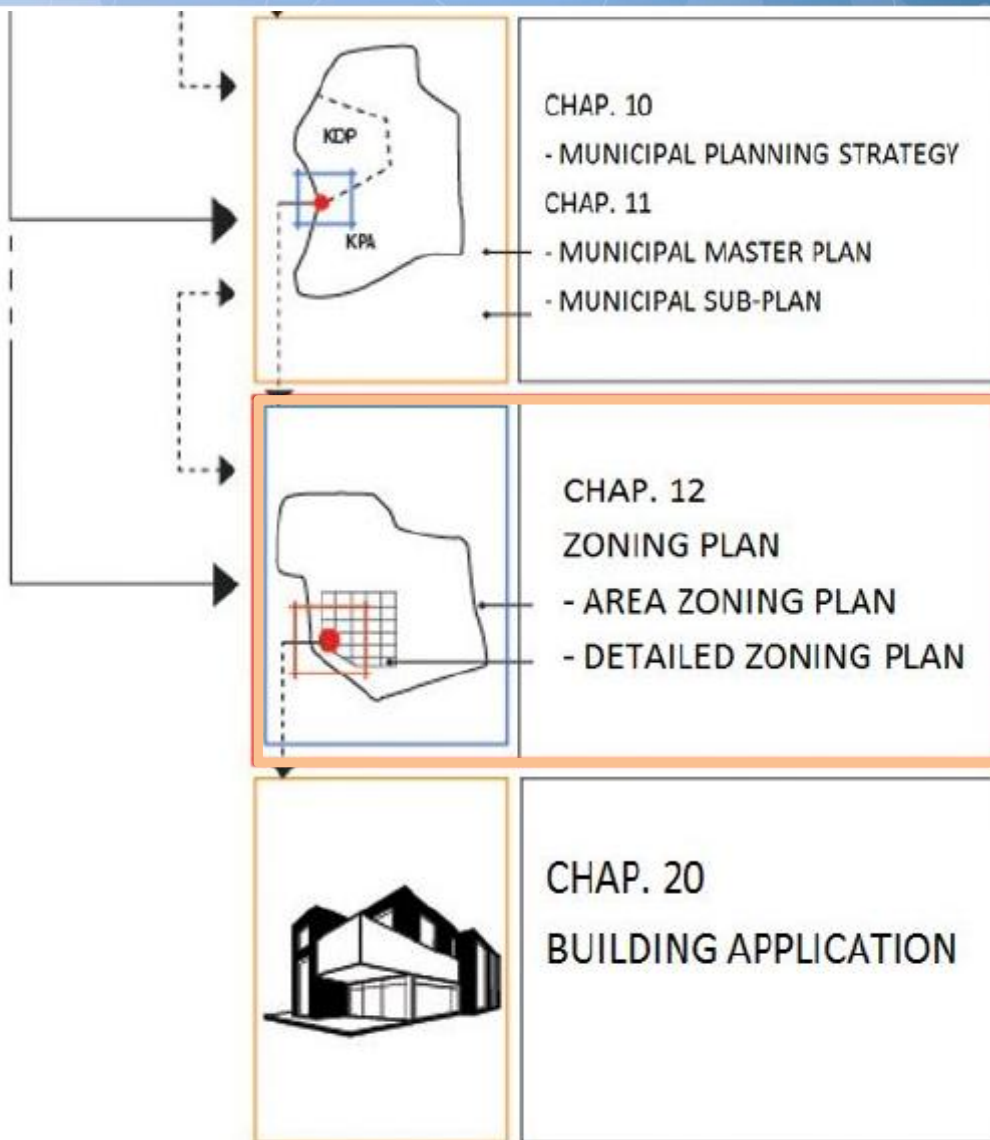 KDP
KPA
CHAP. 10
- MUNICIPAL PLANNING STRATEGY
CHAP. 11
- MUNICIPAL MASTER PLAN
- MUNICIPAL SUB-PLAN
CHAP. 12
ZONING PLAN
- AREA ZONING PLAN
- DETAILED ZONING PLAN
CHAP. 20
BUILDING APPLICATION